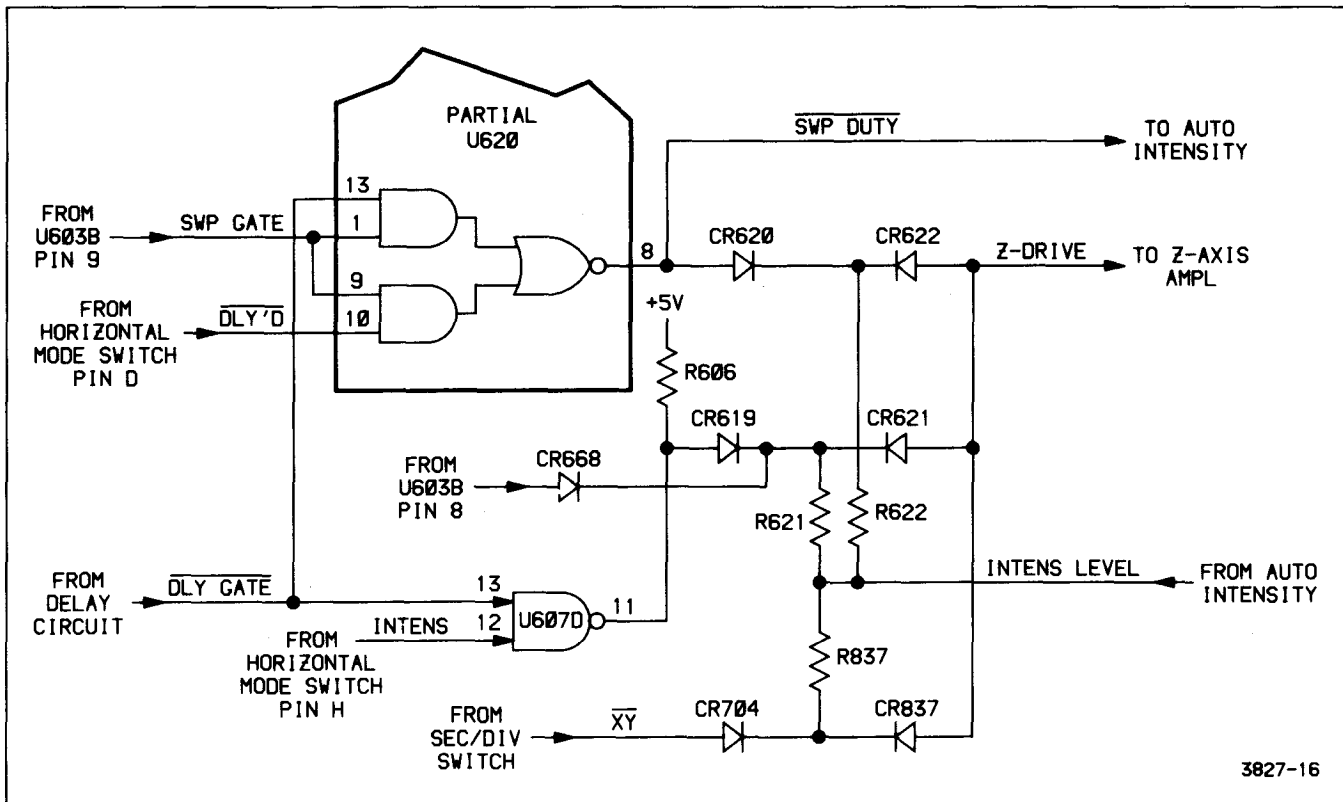 PARTIAL
U620
SWP DUTY
TO AUTO
INTENSITY
13
FROM
U603B
PIN 9
SWP GATE
1
8
CR620
CR622
Z-DRIVE
TO Z-AXIS
AMPL
9
FROM
HORIZONTAL
MODE SWITCH
PIN D
DLY'D
10
+5V
R606
CR619
CR621
FROM
U603B
PIN 8
CR668
R621
R622
FROM
DELAY
CIRCUIT
DLY GATE
13
INTENS LEVEL
FROM AUTO
INTENSITY
FROM
HORIZONTAL
MODE SWITCH
PIN H
INTENS
12
U607D
11
R837
FROM
SEC/DIV
SWITCH
XY
CR704
CR837
3827-16